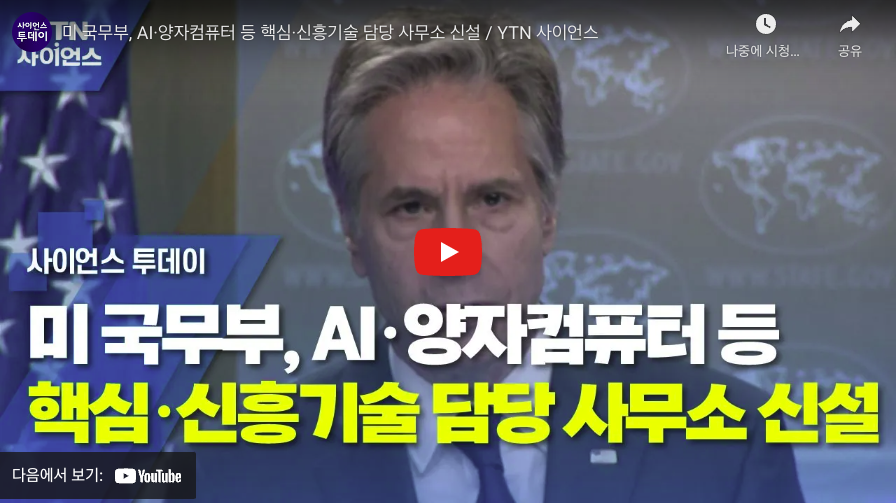 사이언스
투데이
미 국무부, AI·양자컴퓨터 등 핵심·신흥기술 담당 사무소 신설 / YTN 사이언스
나중에 시청...
공유
YTN
사이언스
STATE.GOV
사이언스 투데이
미 국무부, AI·양자컴퓨터 등
핵심·신흥기술 담당 사무소 신설
다음에서 보기: YouTube